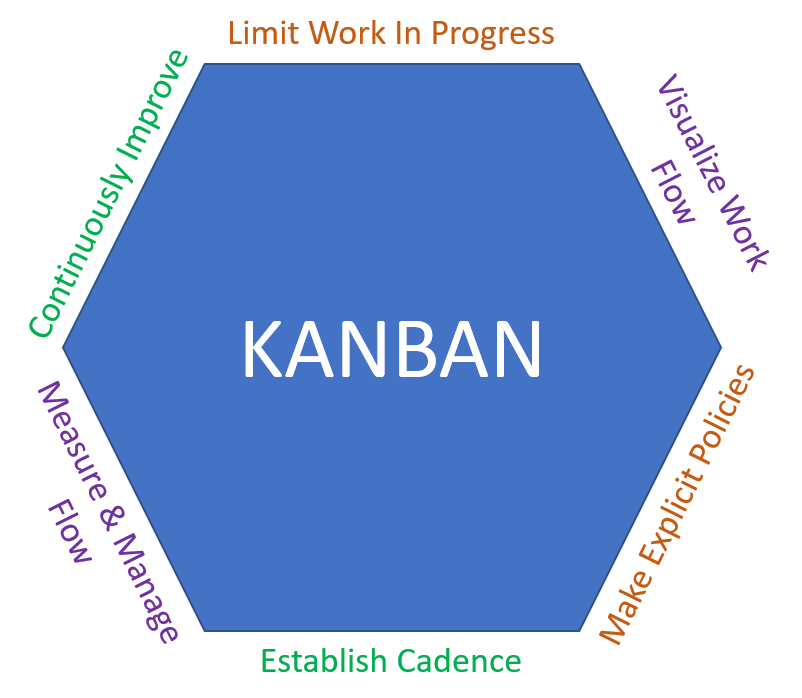 Limit Work In Progress
Visualize Work
Flow
Continuously Improve
KANBAN
Make Explicit Policies
Measure & Manage
Flow
Establish Cadence